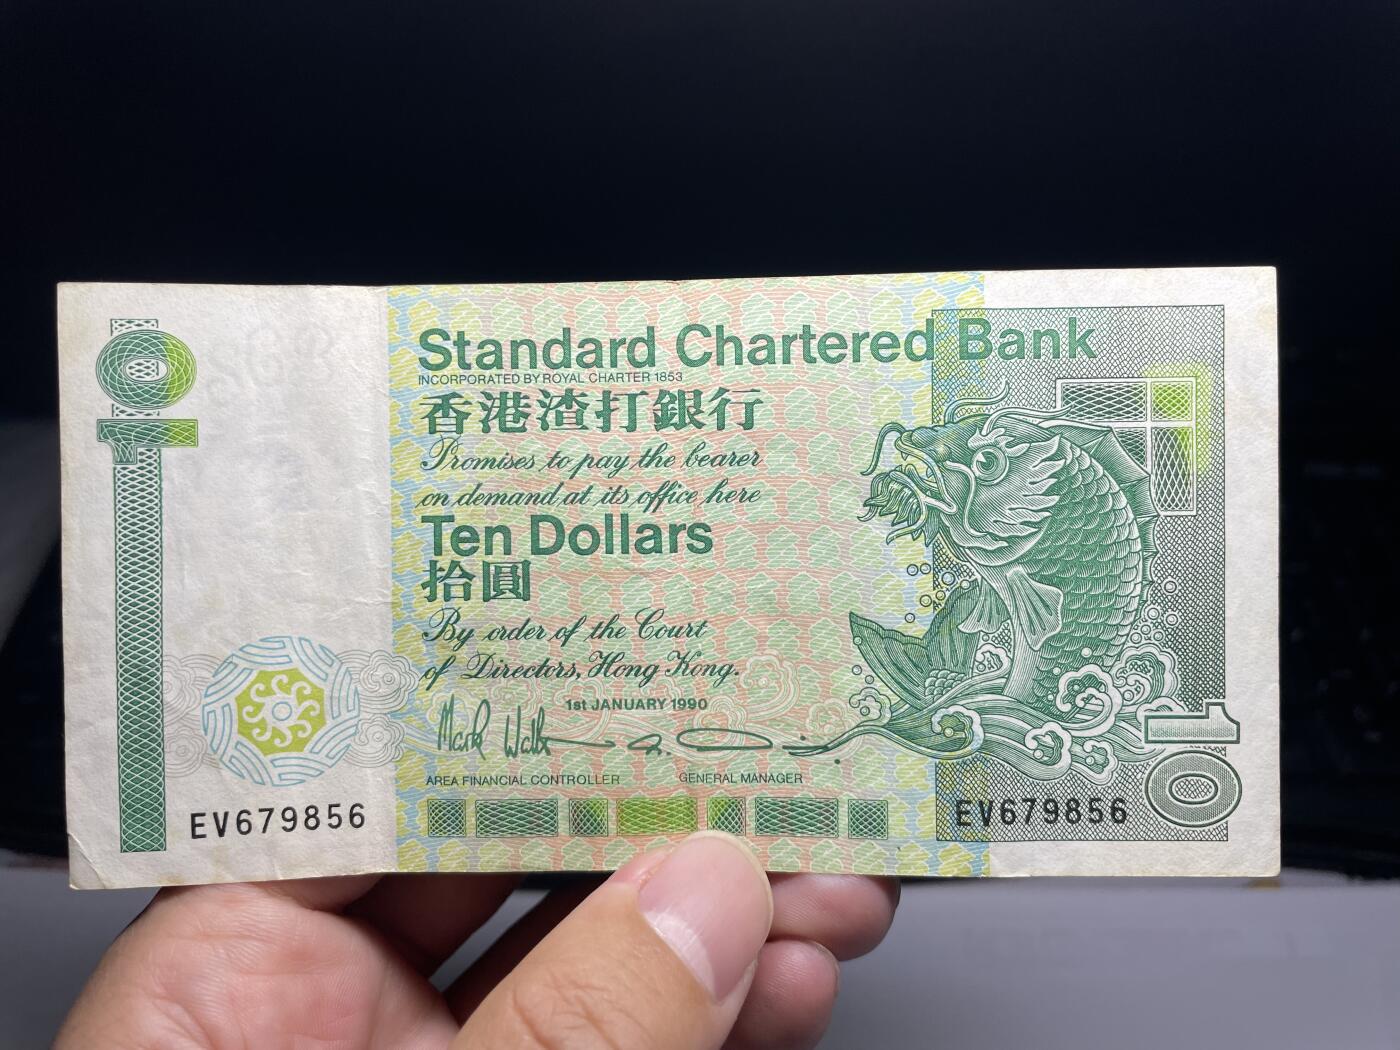 10
Standard Chartered Bank
INCORPORATED BY ROYAL CHARTER 1853
香港渣打銀行
Promises to pay the bearer
on demand at its office here
Ten Dollars
拾圓
By order of the Court
of Directors, Hong Kong.
1st JANUARY 1990
AREA FINANCIAL CONTROLLER
GENERAL MANAGER
EV679856
EV679856
10